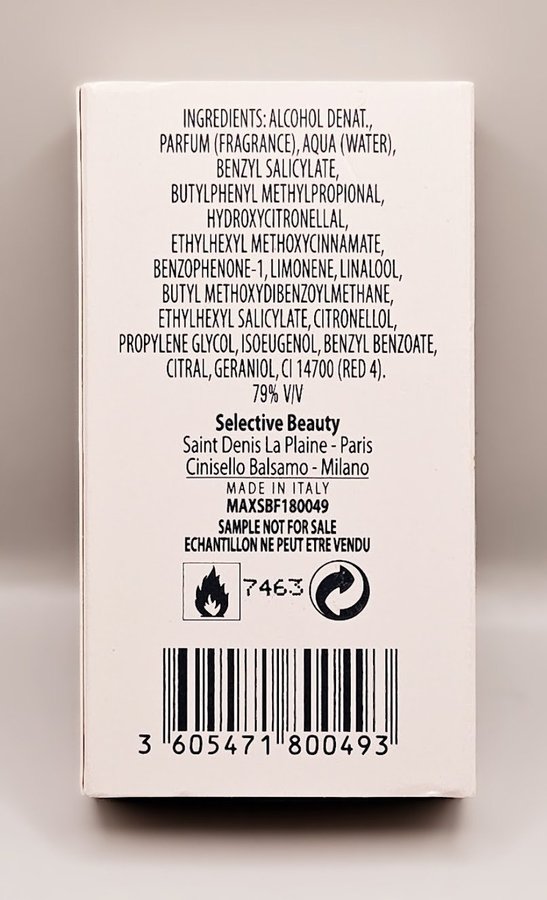 INGREDIENTS: ALCOHOL DENAT.,
PARFUM (FRAGRANCE), AQUA (WATER),
BENZYL SALICYLATE,
BUTYLPHENYL METHYLPROPIONAL,
HYDROXYCITRONELLAL,
ETHYLHEXYL METHOXYCINNAMATE,
BENZOPHENONE-1, LIMONENE, LINALOOL,
BUTYL METHOXYDIBENZOYLMETHANE,
ETHYLHEXYL SALICYLATE, CITRONELLOL,
PROPYLENE GLYCOL, ISOEUGENOL, BENZYL BENZOATE,
CITRAL, GERANIOL, CI 14700 (RED 4).
79% V/V
Selective Beauty
Saint Denis La Plaine - Paris
Cinisello Balsamo - Milano
MADE IN ITALY
MAXSBF180049
SAMPLE NOT FOR SALE
ECHANTILLON NE PEUT ETRE VENDU
7463
3 605471 800493